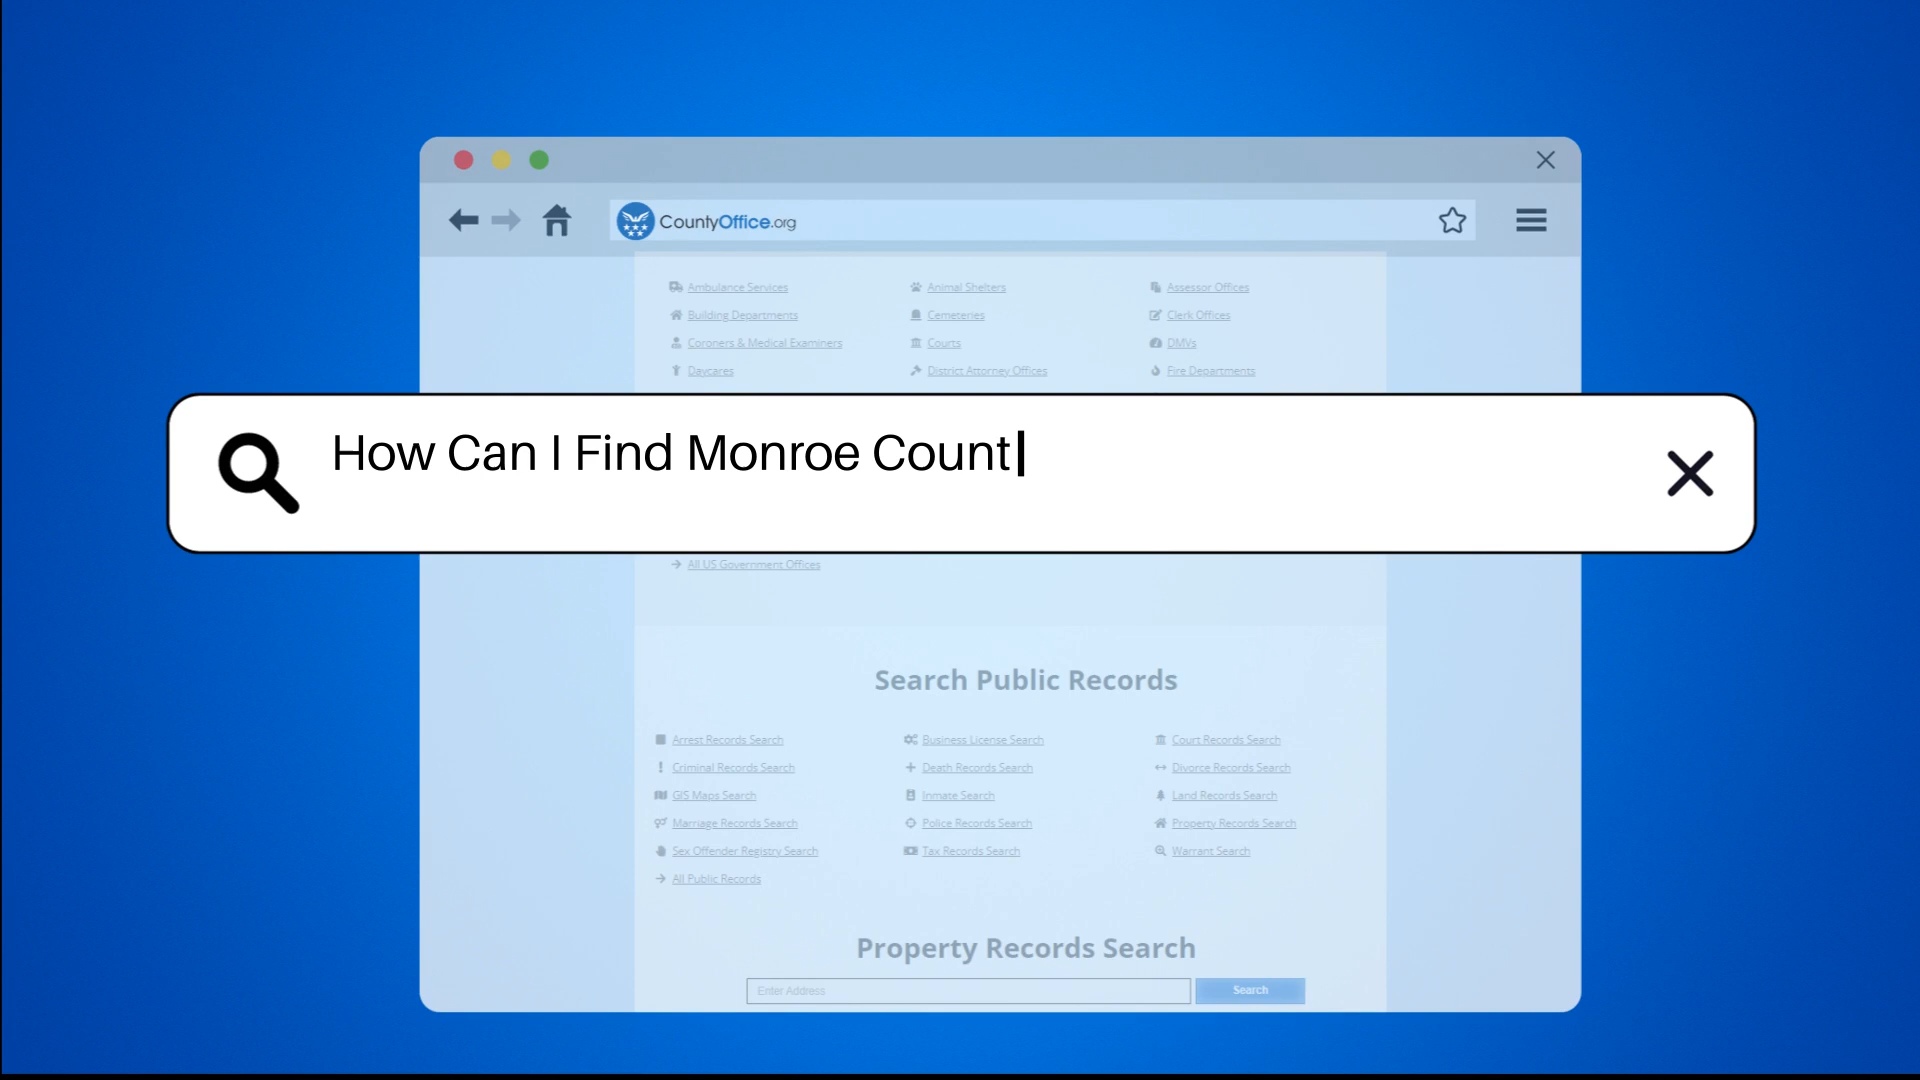 CountyOffice.org
Ambulance Services Animal Shelters Assessor Offices
Building Departments Cemeteries Clerk Offices
Coroners & Medical Examiners Courts DMVs
Daycares District Attorney Offices Fire Departments
How Can I Find Monroe Count
All US Government Offices
Search Public Records
Arrest Records Search Business License Search Court Records Search
Criminal Records Search Death Records Search Divorce Records Search
GIS Maps Search Inmate Search Land Records Search
Marriage Records Search Police Records Search Property Records Search
Sex Offender Registry Search Tax Records Search Warrant Search
All Public Records
Property Records Search
Enter Address Search